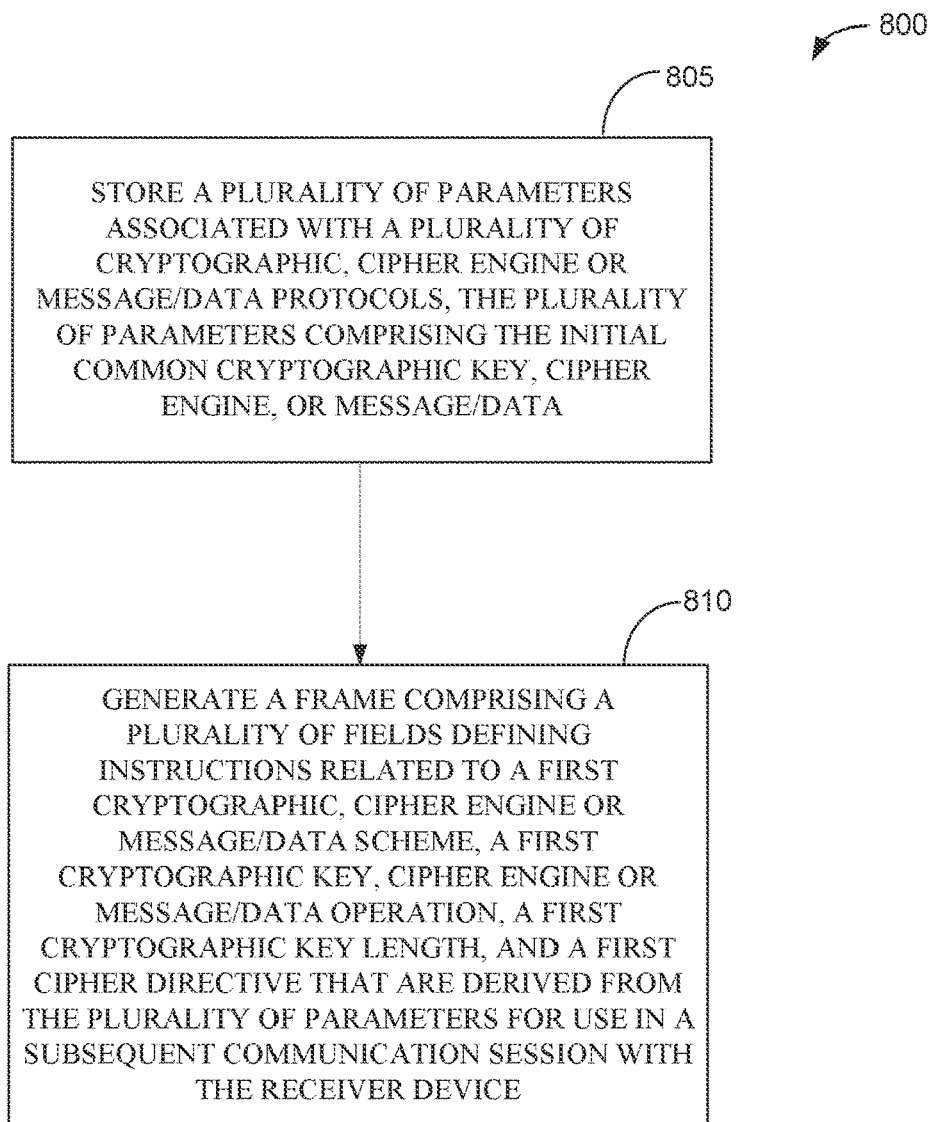 800
805
STORE A PLURALITY OF PARAMETERS
ASSOCIATED WITH A PLURALITY OF
CRYPTOGRAPHIC, CIPHER ENGINE OR
MESSAGE/DATA PROTOCOLS, THE PLURALITY
OF PARAMETERS COMPRISING THE INITIAL
COMMON CRYPTOGRAPHIC KEY, CIPHER
ENGINE, OR MESSAGE/DATA
810
GENERATE A FRAME COMPRISING A
PLURALITY OF FIELDS DEFINING
INSTRUCTIONS RELATED TO A FIRST
CRYPTOGRAPHIC, CIPHER ENGINE OR
MESSAGE/DATA SCHEME, A FIRST
CRYPTOGRAPHIC KEY, CIPHER ENGINE OR
MESSAGE/DATA OPERATION, A FIRST
CRYPTOGRAPHIC KEY LENGTH, AND A FIRST
CIPHER DIRECTIVE THAT ARE DERIVED FROM
THE PLURALITY OF PARAMETERS FOR USE IN A
SUBSEQUENT COMMUNICATION SESSION WITH
THE RECEIVER DEVICE